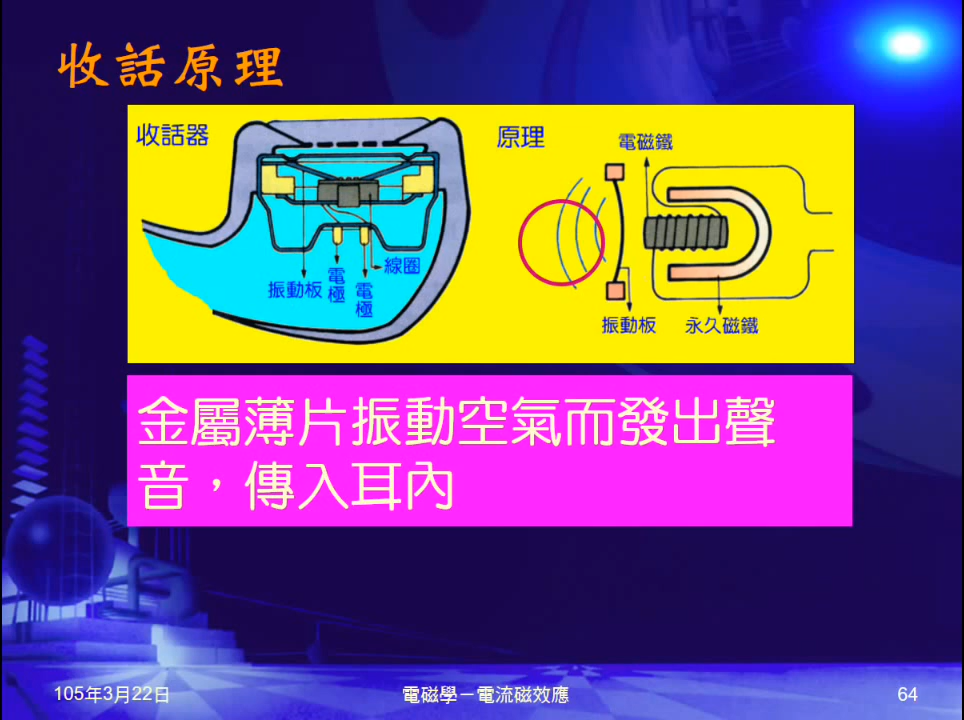 收話原理
收話器
原理
電磁鐵
線圈
振動板
電極
電極
振動板
永久磁鐵
金屬薄片振動空氣而發出聲
音，傳入耳內
105年3月22日
電磁學－電流磁效應
64